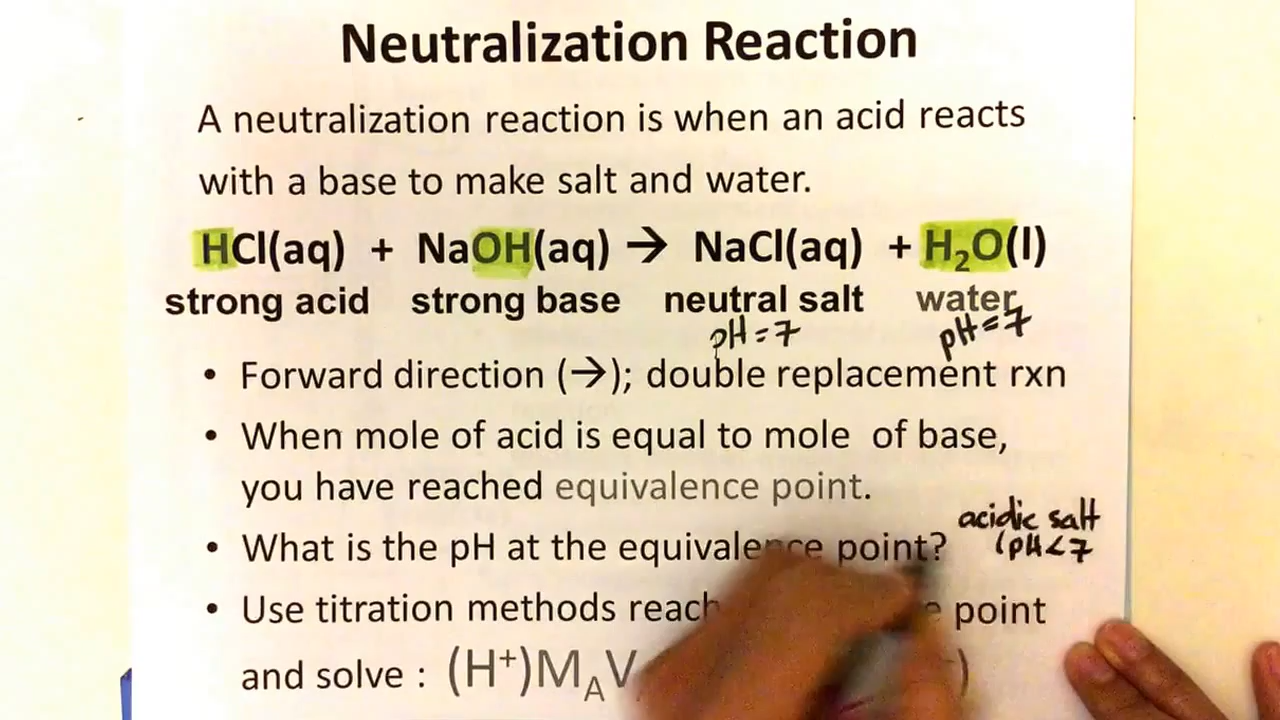 Neutralization Reaction
A neutralization reaction is when an acid reacts
with a base to make salt and water.
HCl(aq) + NaOH(aq) → NaCl(aq) + H₂O(l)
strong acid strong base neutral salt water
pH=7 pH=7
• Forward direction (→); double replacement rxn
• When mole of acid is equal to mole of base,
you have reached equivalence point.
acidic salt
• What is the pH at the equivalence point? (pH<7
• Use titration methods reach point
and solve : (H⁺)M_AV )